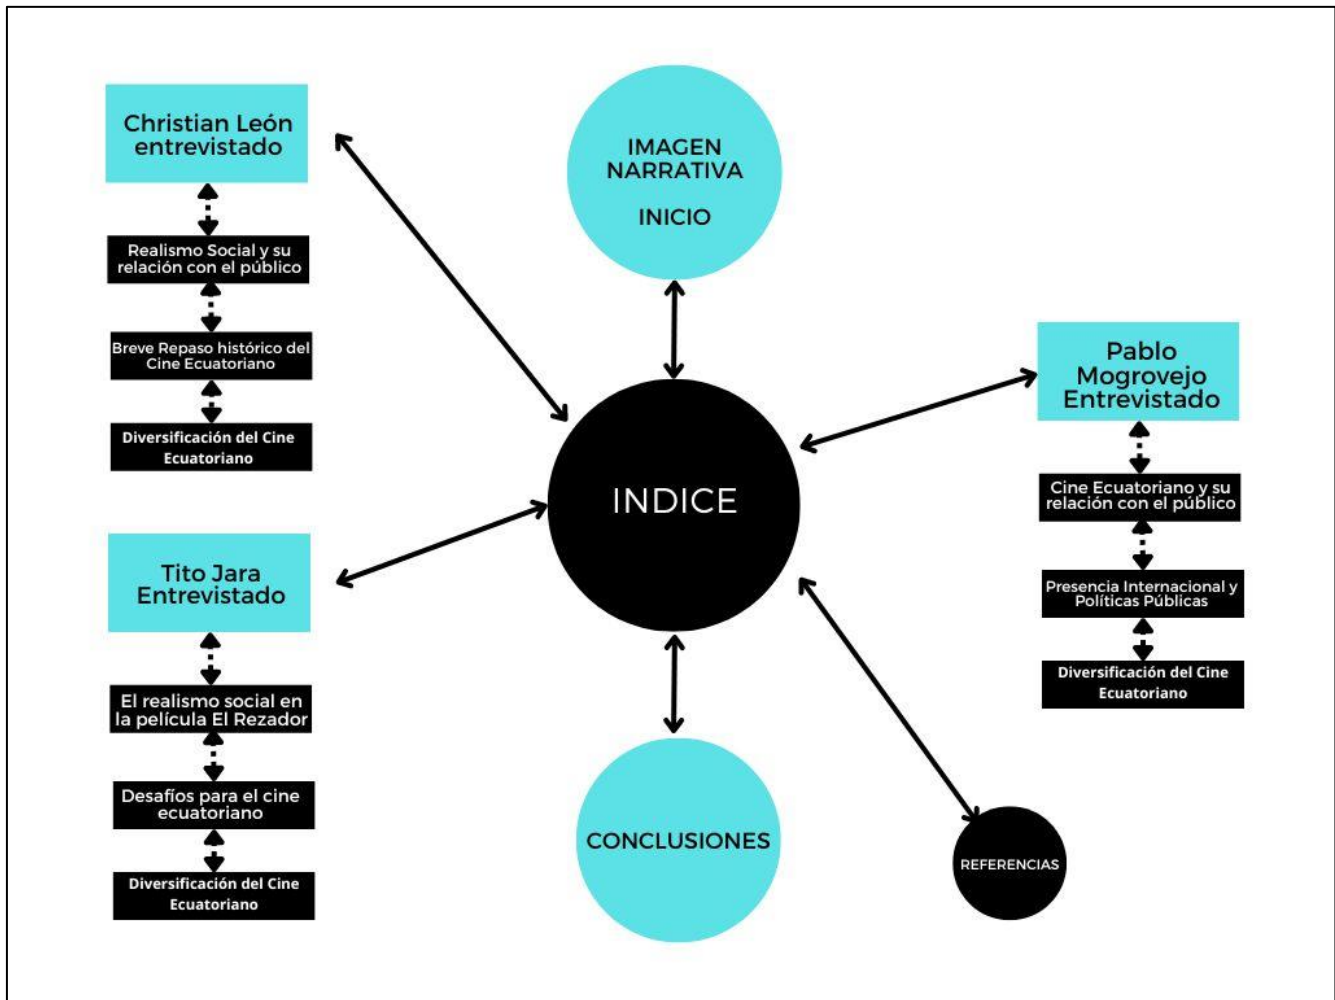 Christian León
entrevistado
Realismo Social y su
relación con el público
Breve Repaso histórico del
Cine Ecuatoriano
Diversificación del Cine
Ecuatoriano
Tito Jara
Entrevistado
El realismo social en
la película El Rezador
Desafíos para el cine
ecuatoriano
Diversificación del Cine
Ecuatoriano
IMAGEN
NARRATIVA
INICIO
INDICE
CONCLUSIONES
Pablo
Mogrovejo
Entrevistado
Cine Ecuatoriano y su
relación con el público
Presencia Internacional y
Políticas Públicas
Diversificación del Cine
Ecuatoriano
REFERENCIAS